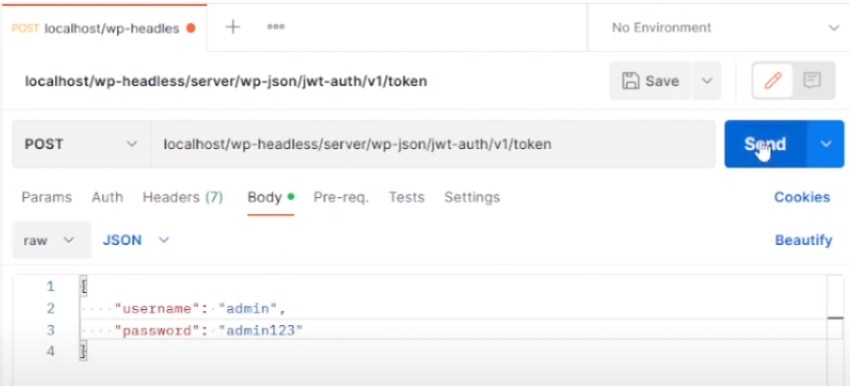 POST localhost/wp-headles
No Environment
localhost/wp-headless/server/wp-json/jwt-auth/v1/token
Save
POST localhost/wp-headless/server/wp-json/jwt-auth/v1/token Send
Params Auth Headers (7) Body Pre-req. Tests Settings Cookies
raw JSON Beautify
1 {
2 "username": "admin",
3 "password": "admin123"
4 }